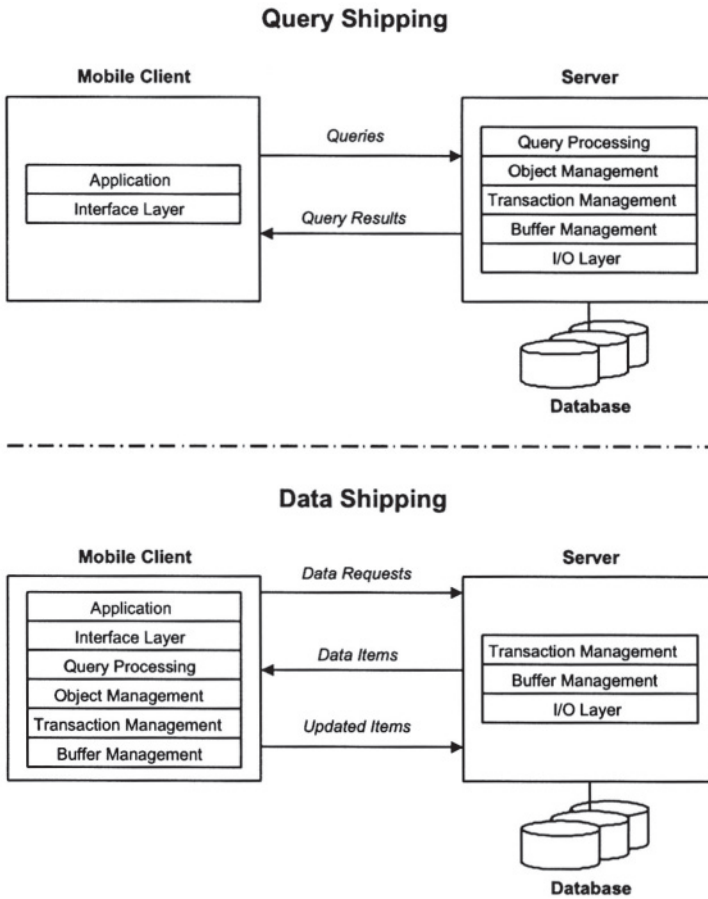 Query Shipping
Mobile Client
Server
Queries
Query Results
Application
Interface Layer
Query Processing
Object Management
Transaction Management
Buffer Management
I/O Layer
Database
Data Shipping
Mobile Client
Server
Data Requests
Data Items
Updated Items
Application
Interface Layer
Query Processing
Object Management
Transaction Management
Buffer Management
Transaction Management
Buffer Management
I/O Layer
Database